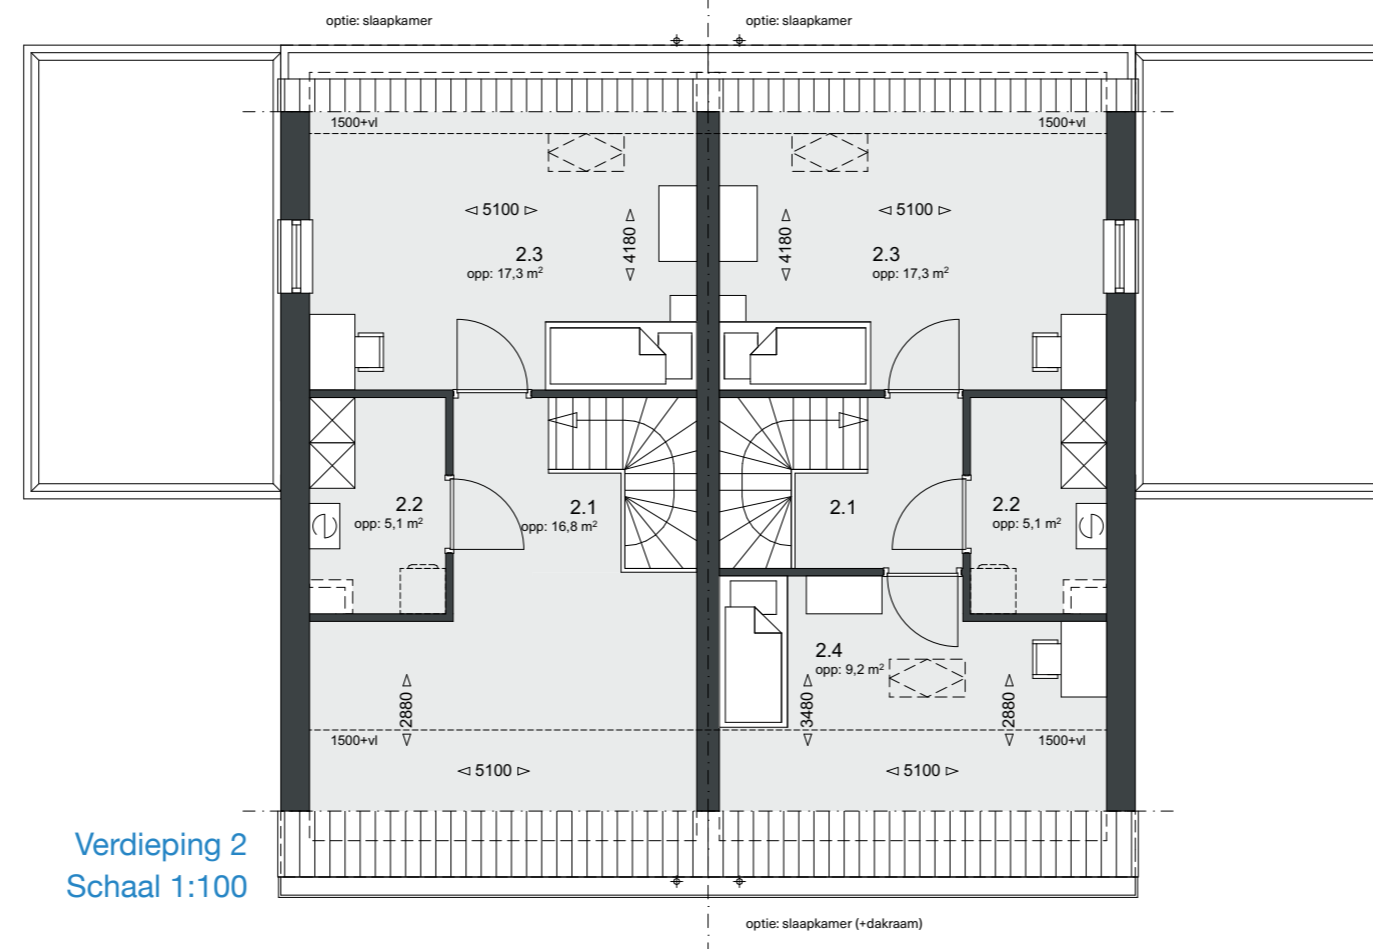 optie: slaapkamer
optie: slaapkamer
1500+vl
1500+vl
5100
4180
4180
5100
2.3
opp: 17,3 m²
2.3
opp: 17,3 m²
2.2
opp: 5,1 m²
2.1
opp: 16,8 m²
2.1
2.2
opp: 5,1 m²
2.4
opp: 9,2 m²
2880
3480
2880
1500+vl
1500+vl
5100
5100
Verdieping 2
Schaal 1:100
optie: slaapkamer (+dakraam)